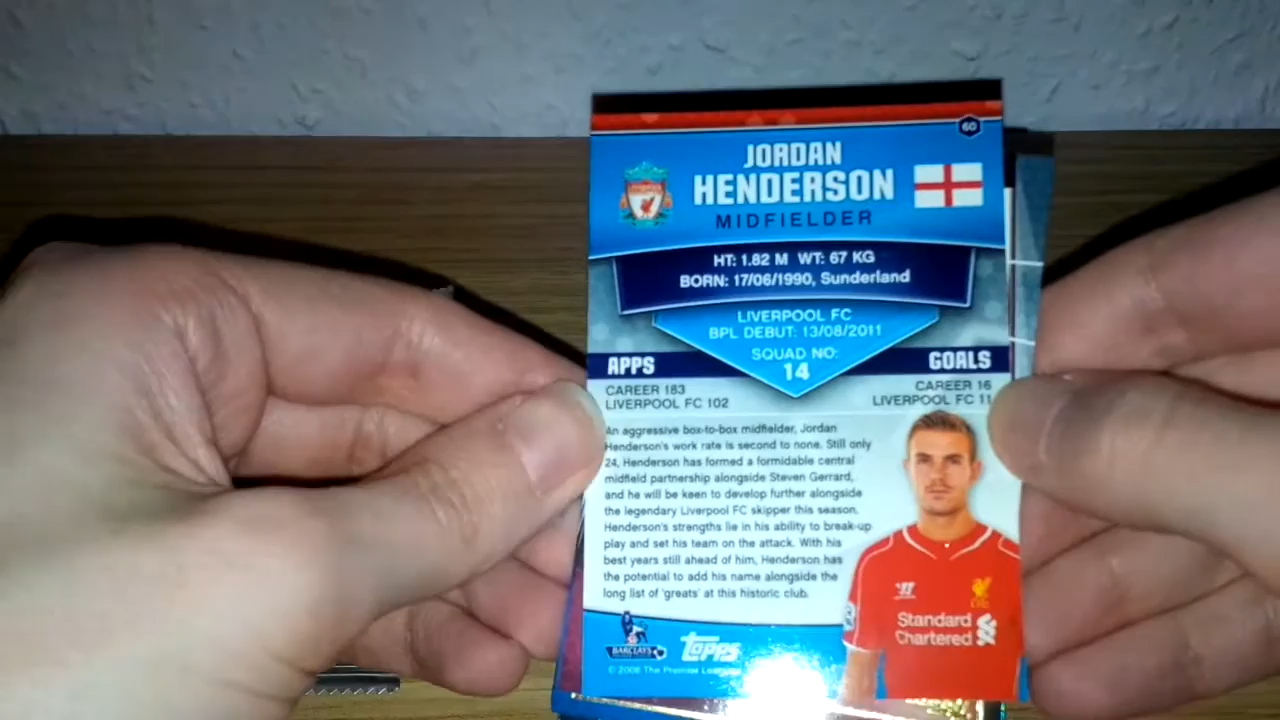 60
JORDAN
HENDERSON
MIDFIELDER
HT: 1.82 M WT: 67 KG
BORN: 17/06/1990, Sunderland
LIVERPOOL FC
BPL DEBUT: 13/08/2011
SQUAD NO:
14
APPS
GOALS
CAREER 183
LIVERPOOL FC 102
CAREER 16
LIVERPOOL FC 11
An aggressive box-to-box midfielder, Jordan
Henderson's work rate is second to none. Still only
24, Henderson has formed a formidable central
midfield partnership alongside Steven Gerrard,
and he will be keen to develop further alongside
the legendary Liverpool FC skipper this season.
Henderson's strengths lie in his ability to break-up
play and set his team on the attack. With his
best years still ahead of him, Henderson has
the potential to add his name alongside the
long list of 'greats' at this historic club.
Standard
Chartered
BARCLAYS
TOPPS
The Premier